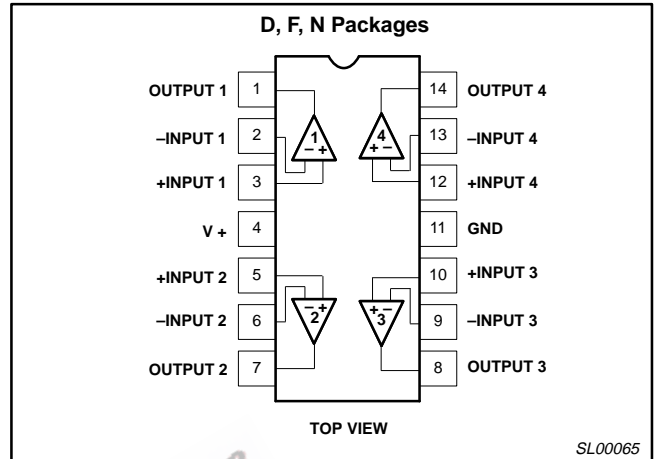 D, F, N Packages
OUTPUT 1 1 14 OUTPUT 4
–INPUT 1 2 1 4 13 –INPUT 4
– + + –
+INPUT 1 3 12 +INPUT 4
V + 4 11 GND
+INPUT 2 5 10 +INPUT 3
– + + –
–INPUT 2 6 2 3 9 –INPUT 3
OUTPUT 2 7 8 OUTPUT 3
TOP VIEW
SL00065